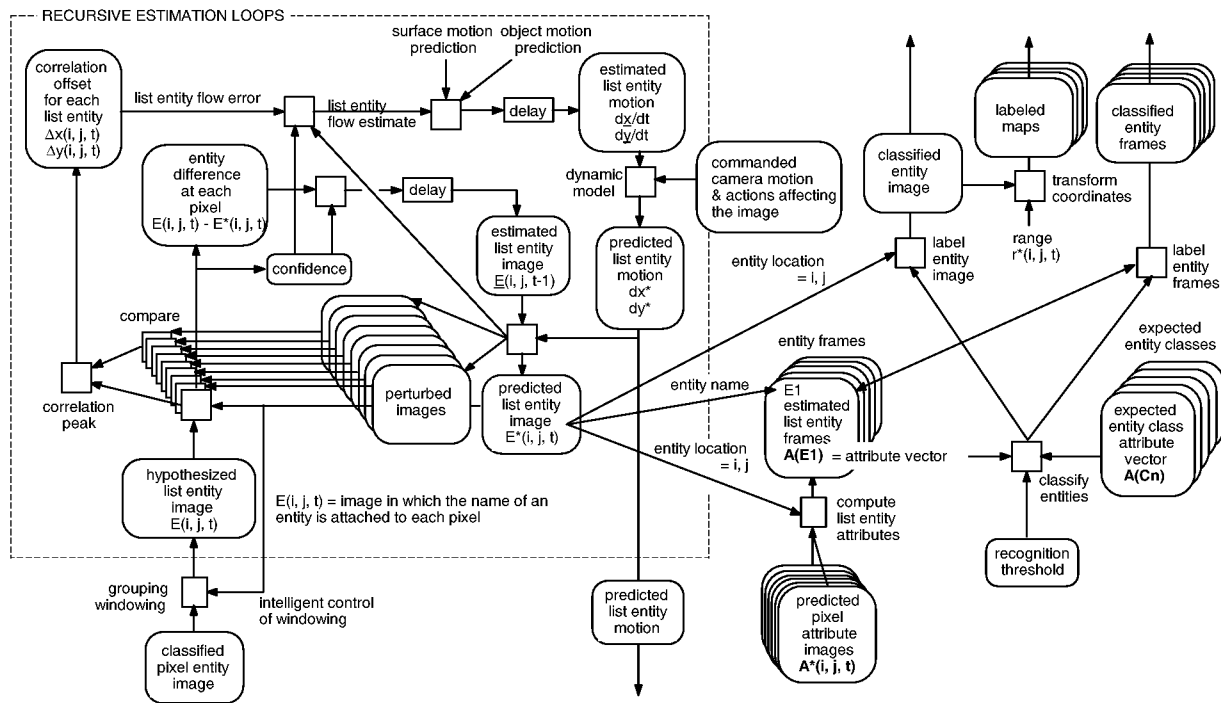 RECURSIVE ESTIMATION LOOPS
surface motion
prediction
object motion
prediction
correlation
offset
for each
list entity
Δx(i, j, t)
Δy(i, j, t)
list entity flow error
list entity
flow estimate
delay
estimated
list entity
motion
dx/dt
dy/dt
entity
difference
at each
pixel
E(i, j, t) - E*(i, j, t)
delay
dynamic
model
commanded
camera motion
& actions affecting
the image
confidence
estimated
list entity
image
E(i, j, t-1)
predicted
list entity
motion
dx*
dy*
compare
correlation
peak
perturbed
images
predicted
list entity
image
E*(i, j, t)
hypothesized
list entity
image
E(i, j, t)
E(i, j, t) = image in which the name of an
entity is attached to each pixel
grouping
windowing
intelligent control
of windowing
classified
pixel entity
image
predicted
list entity
motion
classified
entity
image
labeled
maps
classified
entity
frames
transform
coordinates
range
r*(i, j, t)
label
entity
image
label
entity
frames
entity location
= i, j
entity frames
entity name
E1
estimated
list entity
frames
A(E1) = attribute vector
entity location
= i, j
compute
list entity
attributes
predicted
pixel
attribute
images
A*(i, j, t)
expected
entity classes
expected
entity class
attribute
vector
A(Cn)
classify
entities
recognition
threshold